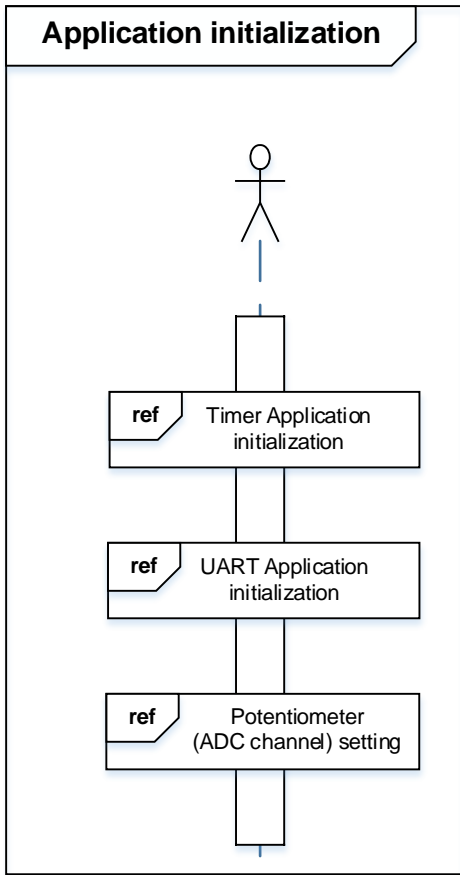 Application initialization
ref
Timer Application
initialization
ref
UART Application
initialization
ref
Potentiometer
(ADC channel) setting